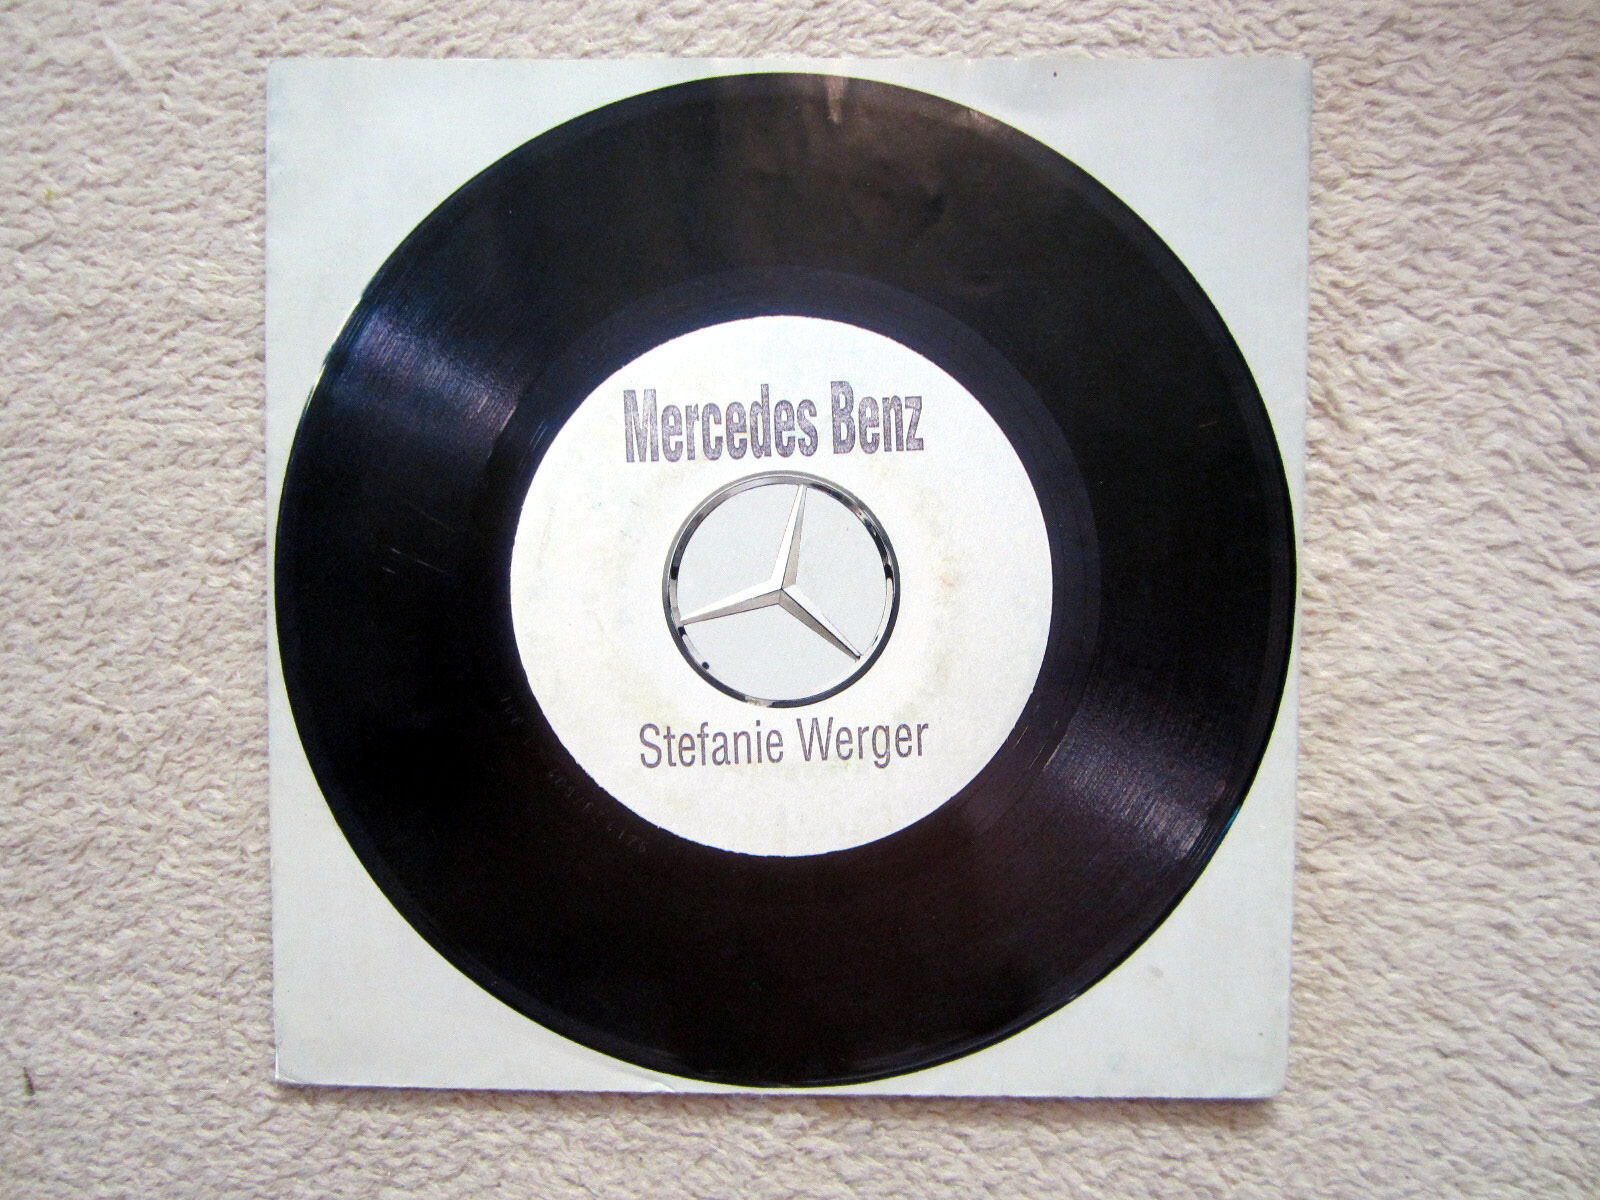 Mercedes Benz
Stefanie Werger